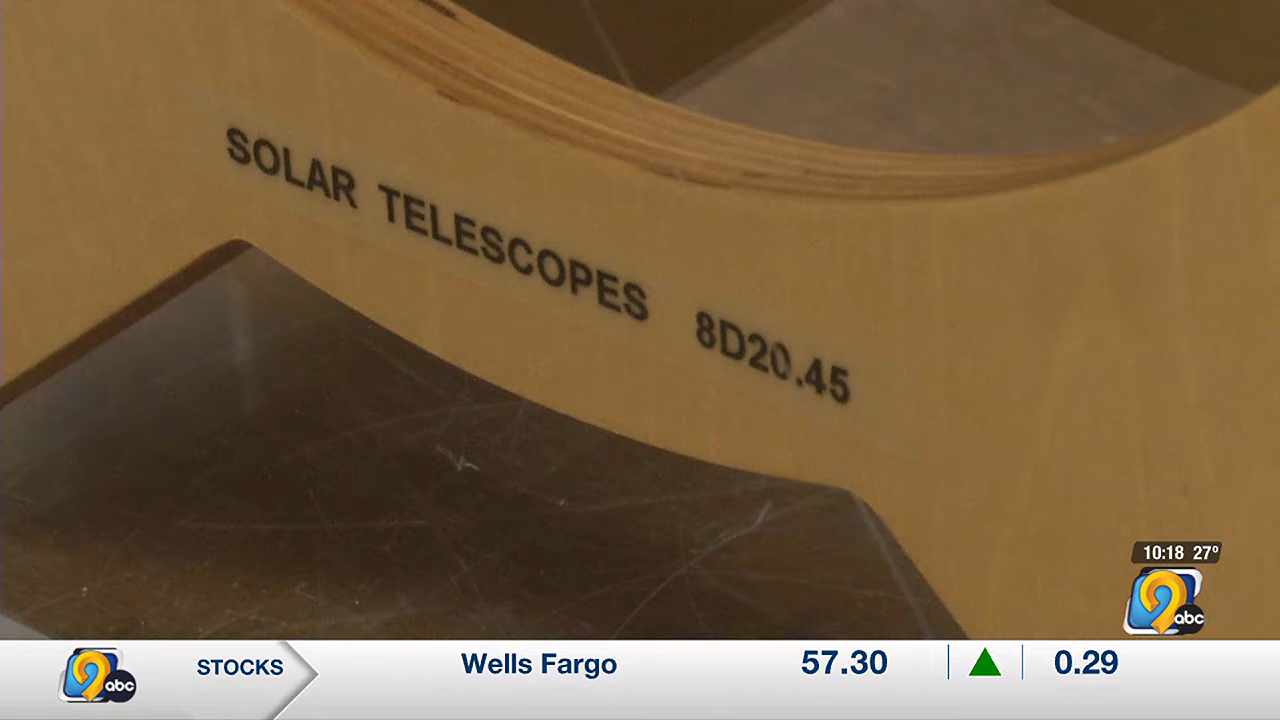 SOLAR TELESCOPES 8D20.45
10:18 27°
9 abc
9 abc STOCKS Wells Fargo 57.30 0.29